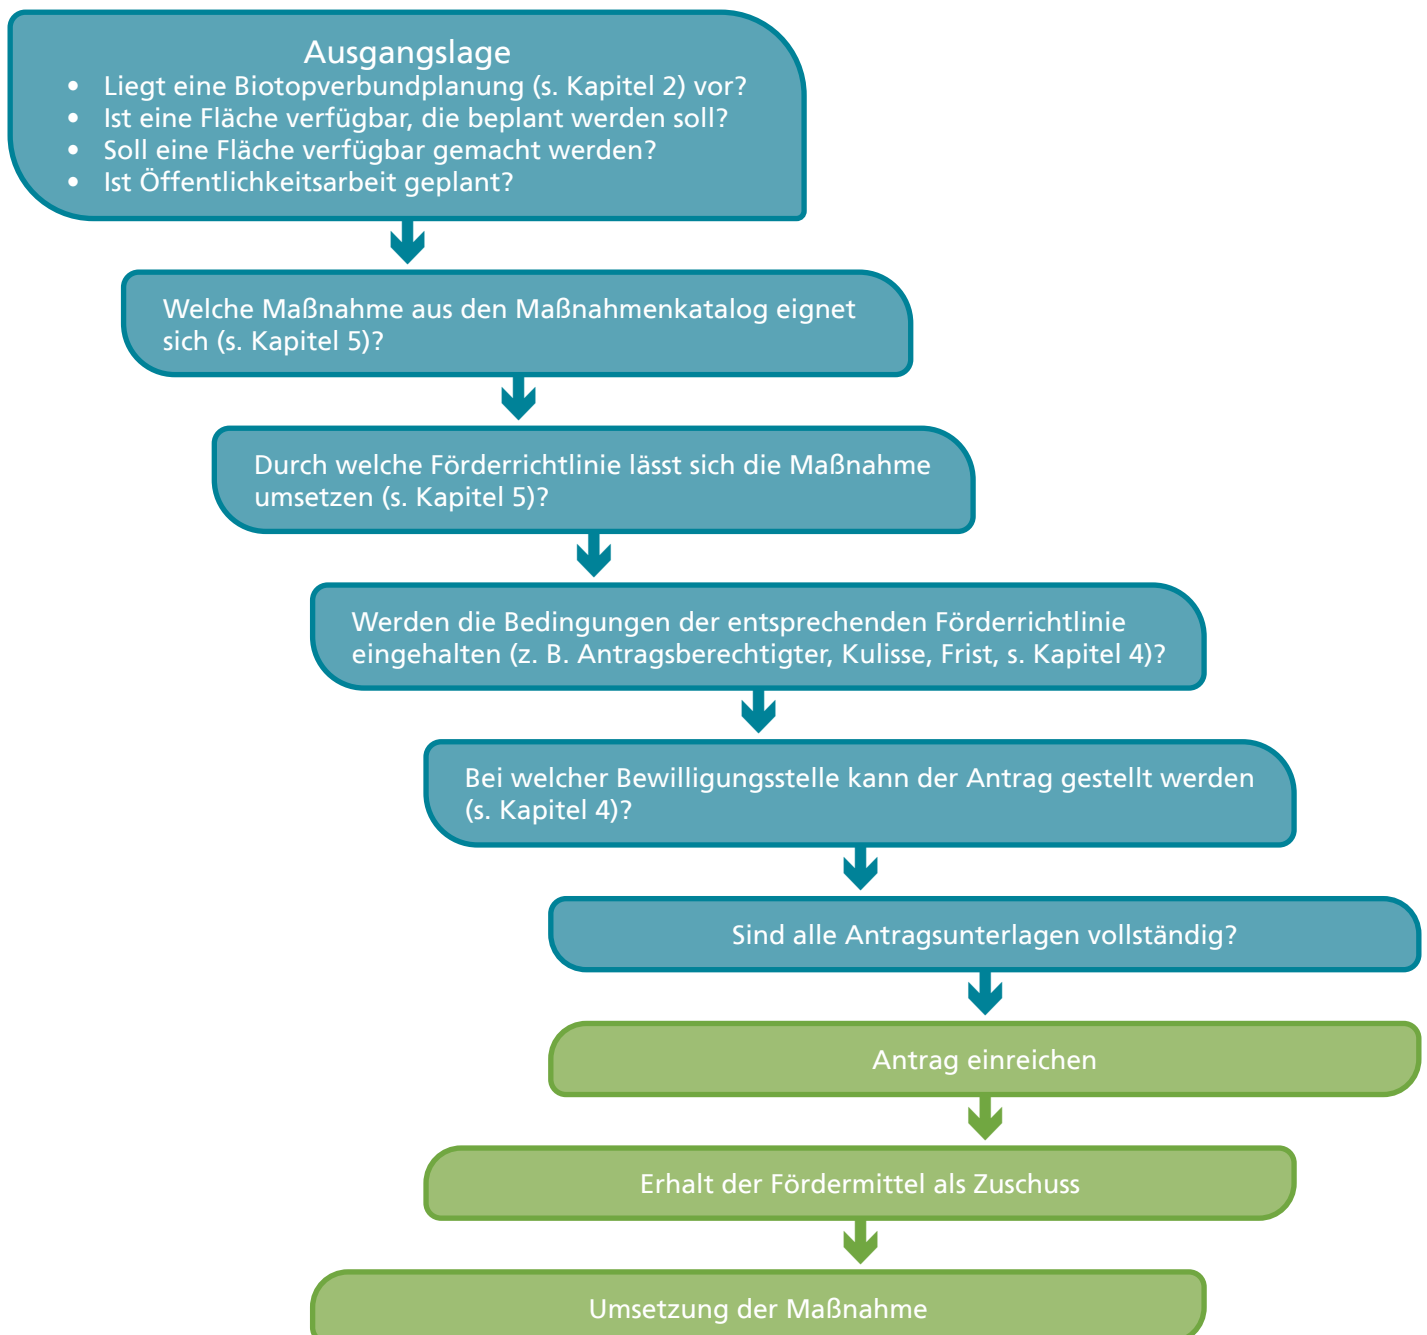 Ausgangslage
• Liegt eine Biotopverbundplanung (s. Kapitel 2) vor?
• Ist eine Fläche verfügbar, die beplant werden soll?
• Soll eine Fläche verfügbar gemacht werden?
• Ist Öffentlichkeitsarbeit geplant?
Welche Maßnahme aus den Maßnahmenkatalog eignet
sich (s. Kapitel 5)?
Durch welche Förderrichtlinie lässt sich die Maßnahme
umsetzen (s. Kapitel 5)?
Werden die Bedingungen der entsprechenden Förderrichtlinie
eingehalten (z. B. Antragsberechtigter, Kulisse, Frist, s. Kapitel 4)?
Bei welcher Bewilligungsstelle kann der Antrag gestellt werden
(s. Kapitel 4)?
Sind alle Antragsunterlagen vollständig?
Antrag einreichen
Erhalt der Fördermittel als Zuschuss
Umsetzung der Maßnahme